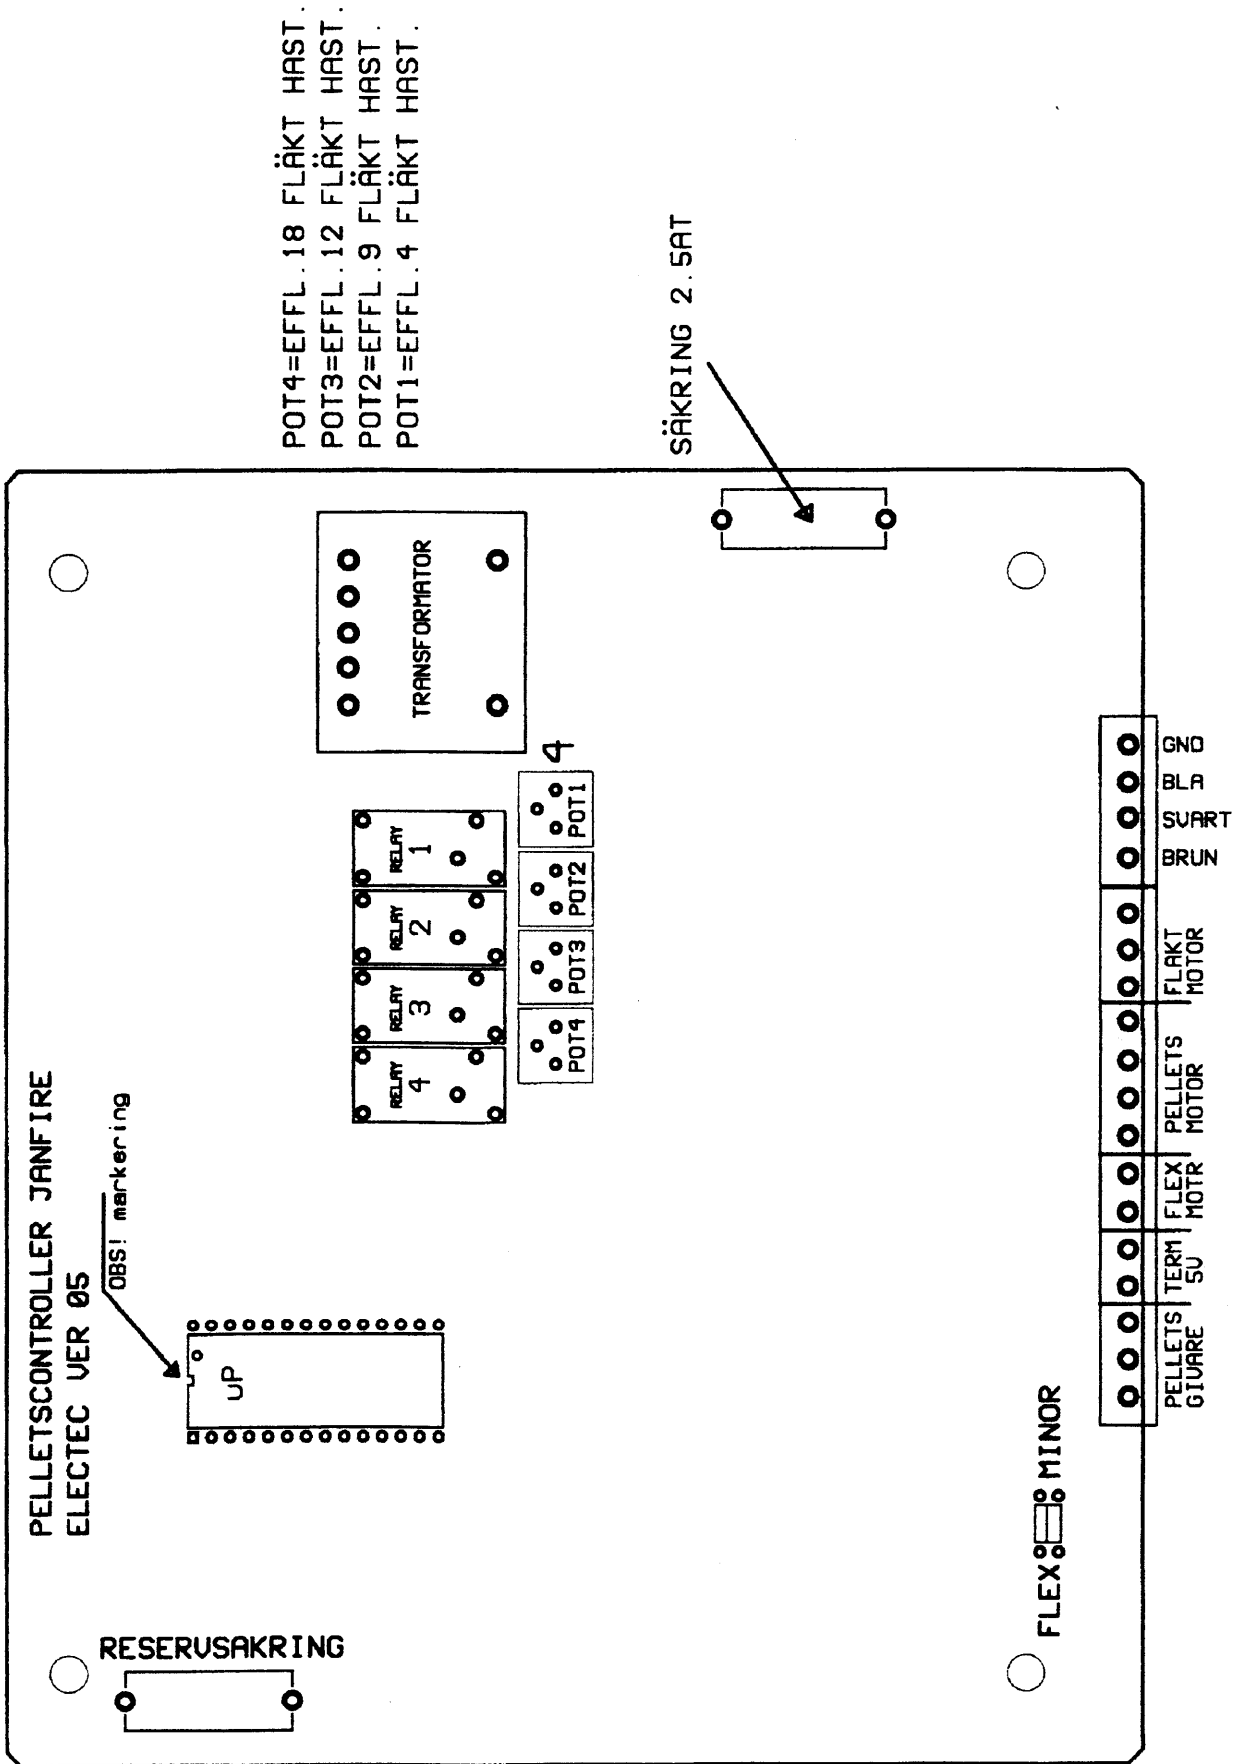 PELLETSCONTROLLER JANFIRE
ELECTEC VER 05
OBS! markering
RESERVSAKRING
uP
RELAY
4
RELAY
3
RELAY
2
RELAY
1
POT4
POT3
POT2
POT1
4
TRANSFORMATOR
POT4=EFFL.18 FLÄKT HAST.
POT3=EFFL.12 FLÄKT HAST.
POT2=EFFL.9 FLÄKT HAST.
POT1=EFFL.4 FLÄKT HAST.
SÄKRING 2.5AT
FLEX
MINOR
PELLETS
GIVARE
TERM
5V
FLEX
MOTR
PELLETS
MOTOR
FLAKT
MOTOR
BRUN
SVART
BLA
GND